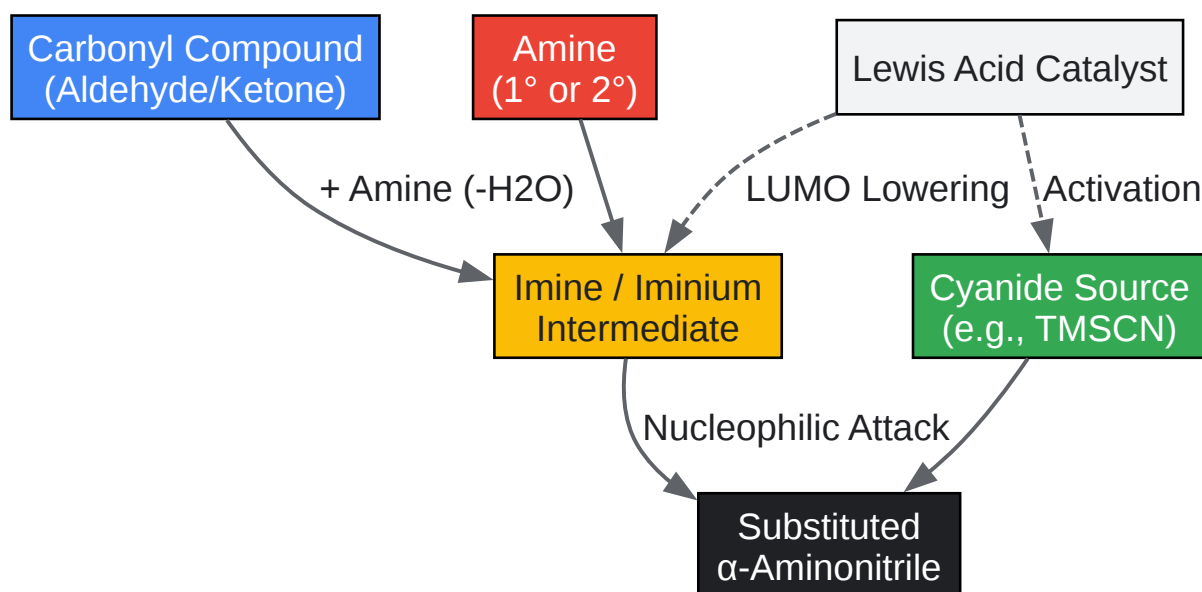 Carbonyl Compound
(Aldehyde/Ketone)
Amine
(1° or 2°)
Lewis Acid Catalyst
+ Amine (-H2O)
LUMO Lowering
Activation
Imine / Iminium
Intermediate
Cyanide Source
(e.g., TMSCN)
Nucleophilic Attack
Substituted
α-Aminonitrile